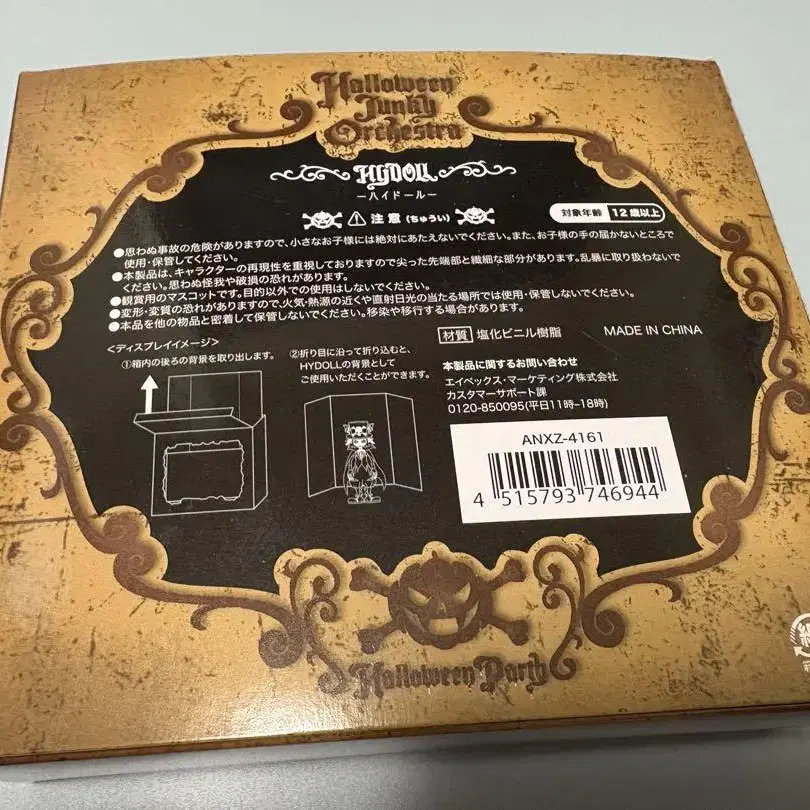 Halloween
Junky
Orchestra
HYDOLL
―ハイドール―
⚠ 注意（ちゅうい）
対象年齢 12歳以上
●思わぬ事故の危険がありますので、小さなお子様には絶対にあたえないでください。また、お子様の手の届かないところで
使用・保管してください。
●本製品は、キャラクターの再現性を重視しておりますので尖った先端部と繊細な部分があります。乱暴に取り扱わないで
ください。思わぬ怪我や破損の恐れがあります。
●観賞用のマスコットです。目的以外での使用はしないでください。
●変形・変質の恐れがありますので、火気・熱源の近くや直射日光の当たる場所では使用・保管しないでください。
●本品を他の物品と密着して保管しないでください。移染や移行する場合があります。
材質 塩化ビニル樹脂 MADE IN CHINA
<ディスプレイイメージ>
①箱内の後ろの背景を取り出します。
②折り目に沿って折り込むと、
HYDOLLの背景として
ご使用いただくことができます。
本製品に関するお問い合わせ
エイベックス・マーケティング株式会社
カスタマーサポート課
0120-850095(平日11時-18時)
ANXZ-4161
4 515793 746944
Halloween Party